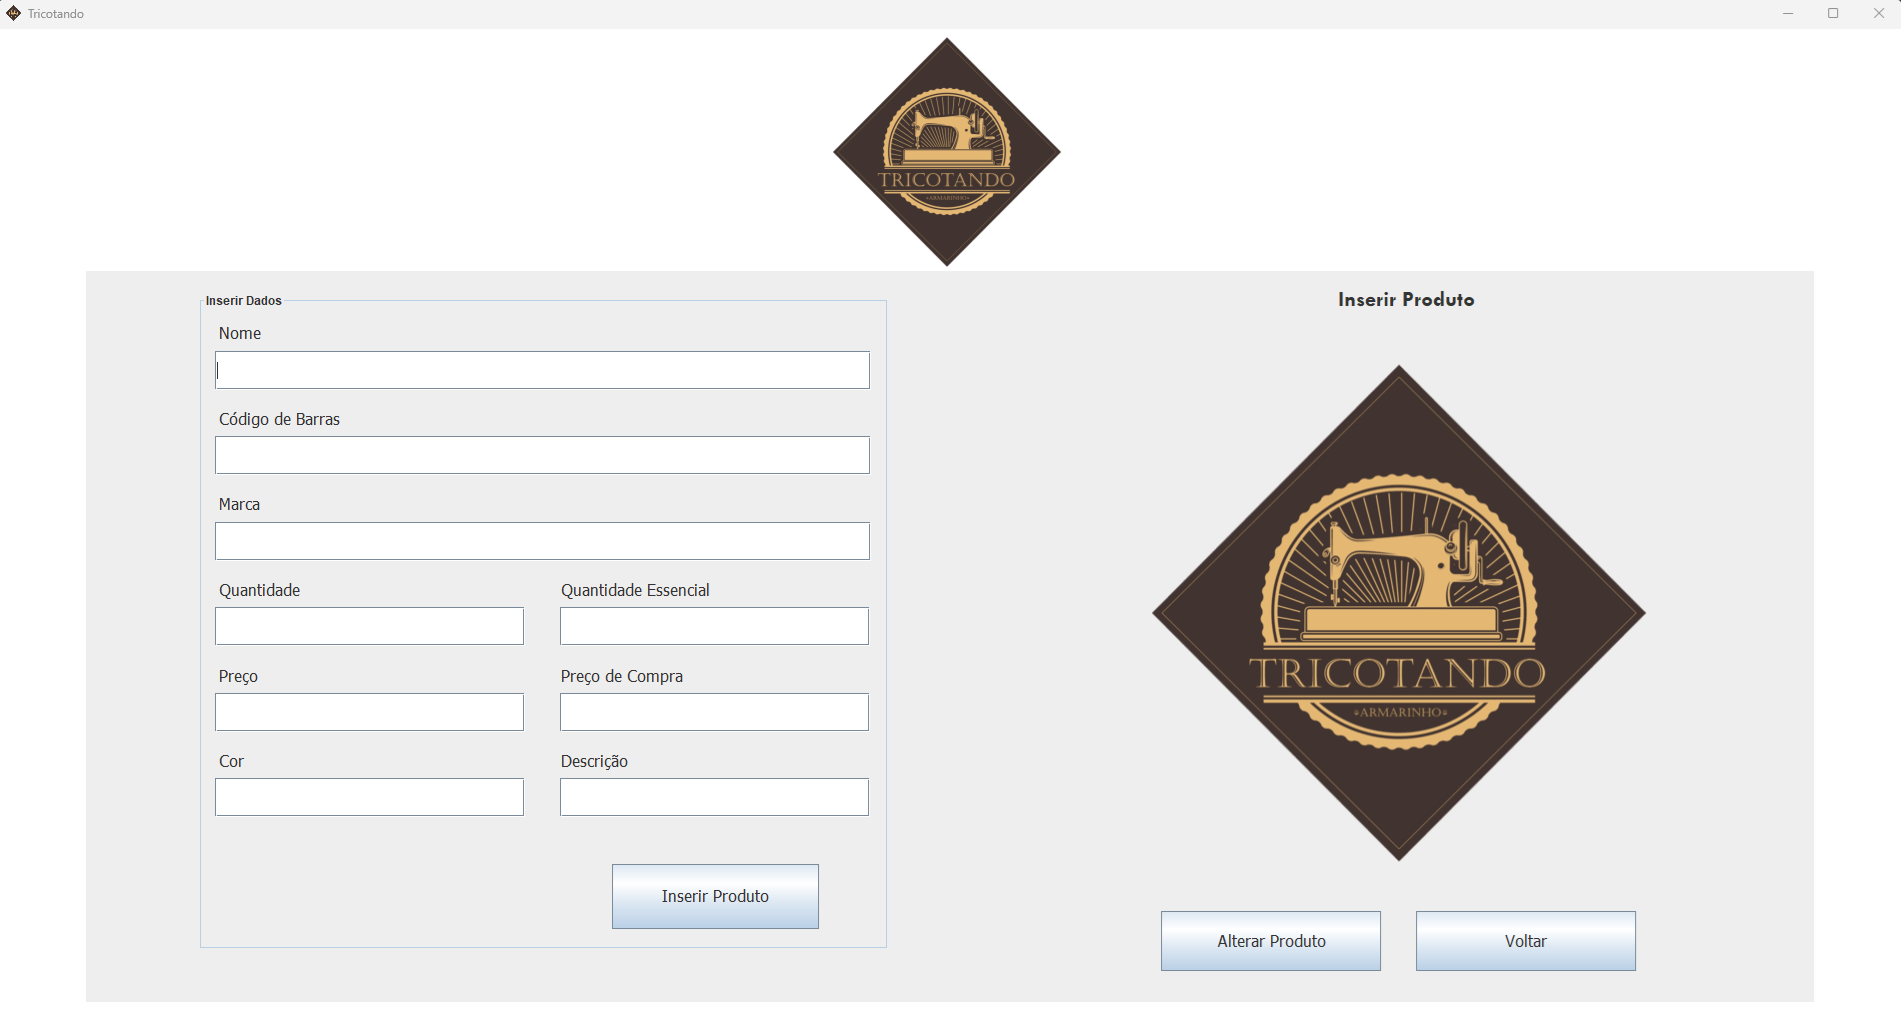 Tricotando
TRICOTANDO
ARMARINHO
Inserir Dados
Nome
Código de Barras
Marca
Quantidade
Quantidade Essencial
Preço
Preço de Compra
Cor
Descrição
Inserir Produto
Inserir Produto
TRICOTANDO
ARMARINHO
Alterar Produto
Voltar